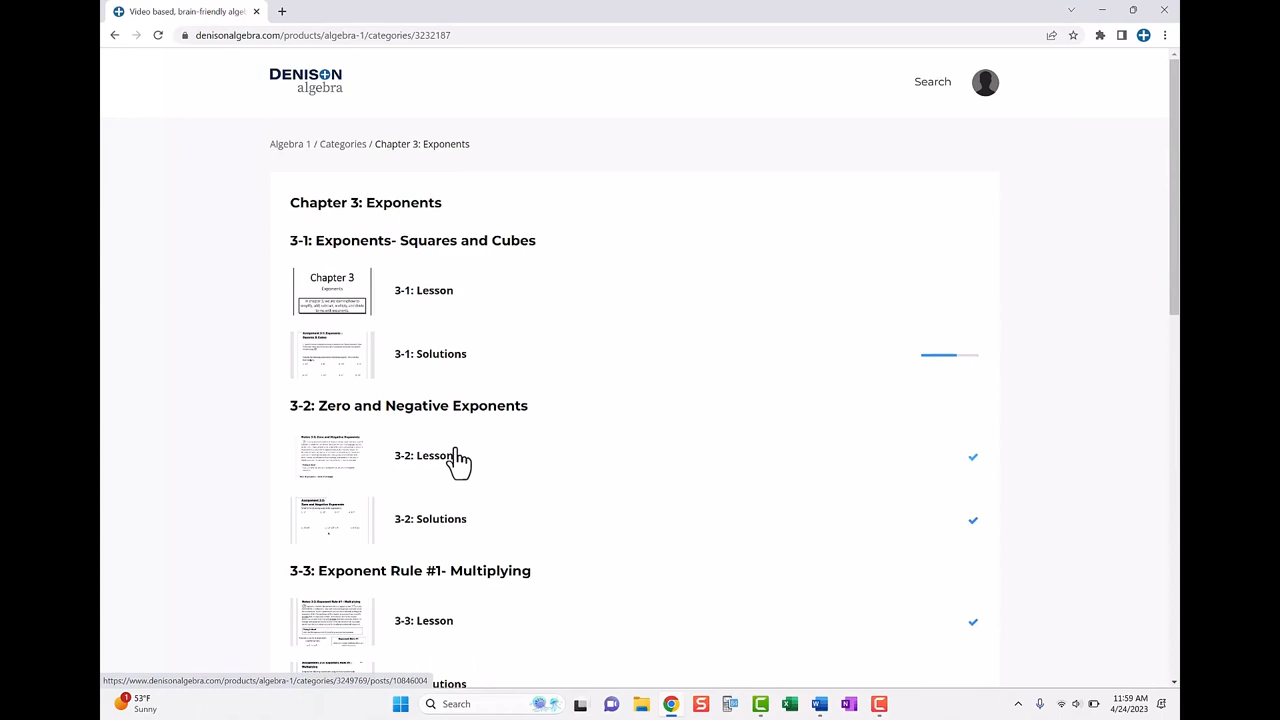 Video based, brain-friendly alge
denisonalgebra.com/products/algebra-1/categories/3232187
DENISON
algebra
Search
Algebra 1 / Categories / Chapter 3: Exponents
Chapter 3: Exponents
3-1: Exponents- Squares and Cubes
Chapter 3
Exponents
3-1: Lesson
3-1: Solutions
3-2: Zero and Negative Exponents
3-2: Lesson
3-2: Solutions
3-3: Exponent Rule #1- Multiplying
3-3: Lesson
utions
https://www.denisonalgebra.com/products/algebra-1/categories/3249769/posts/10846004
1
53°F
Sunny
Search
11:59 AM
4/24/2023